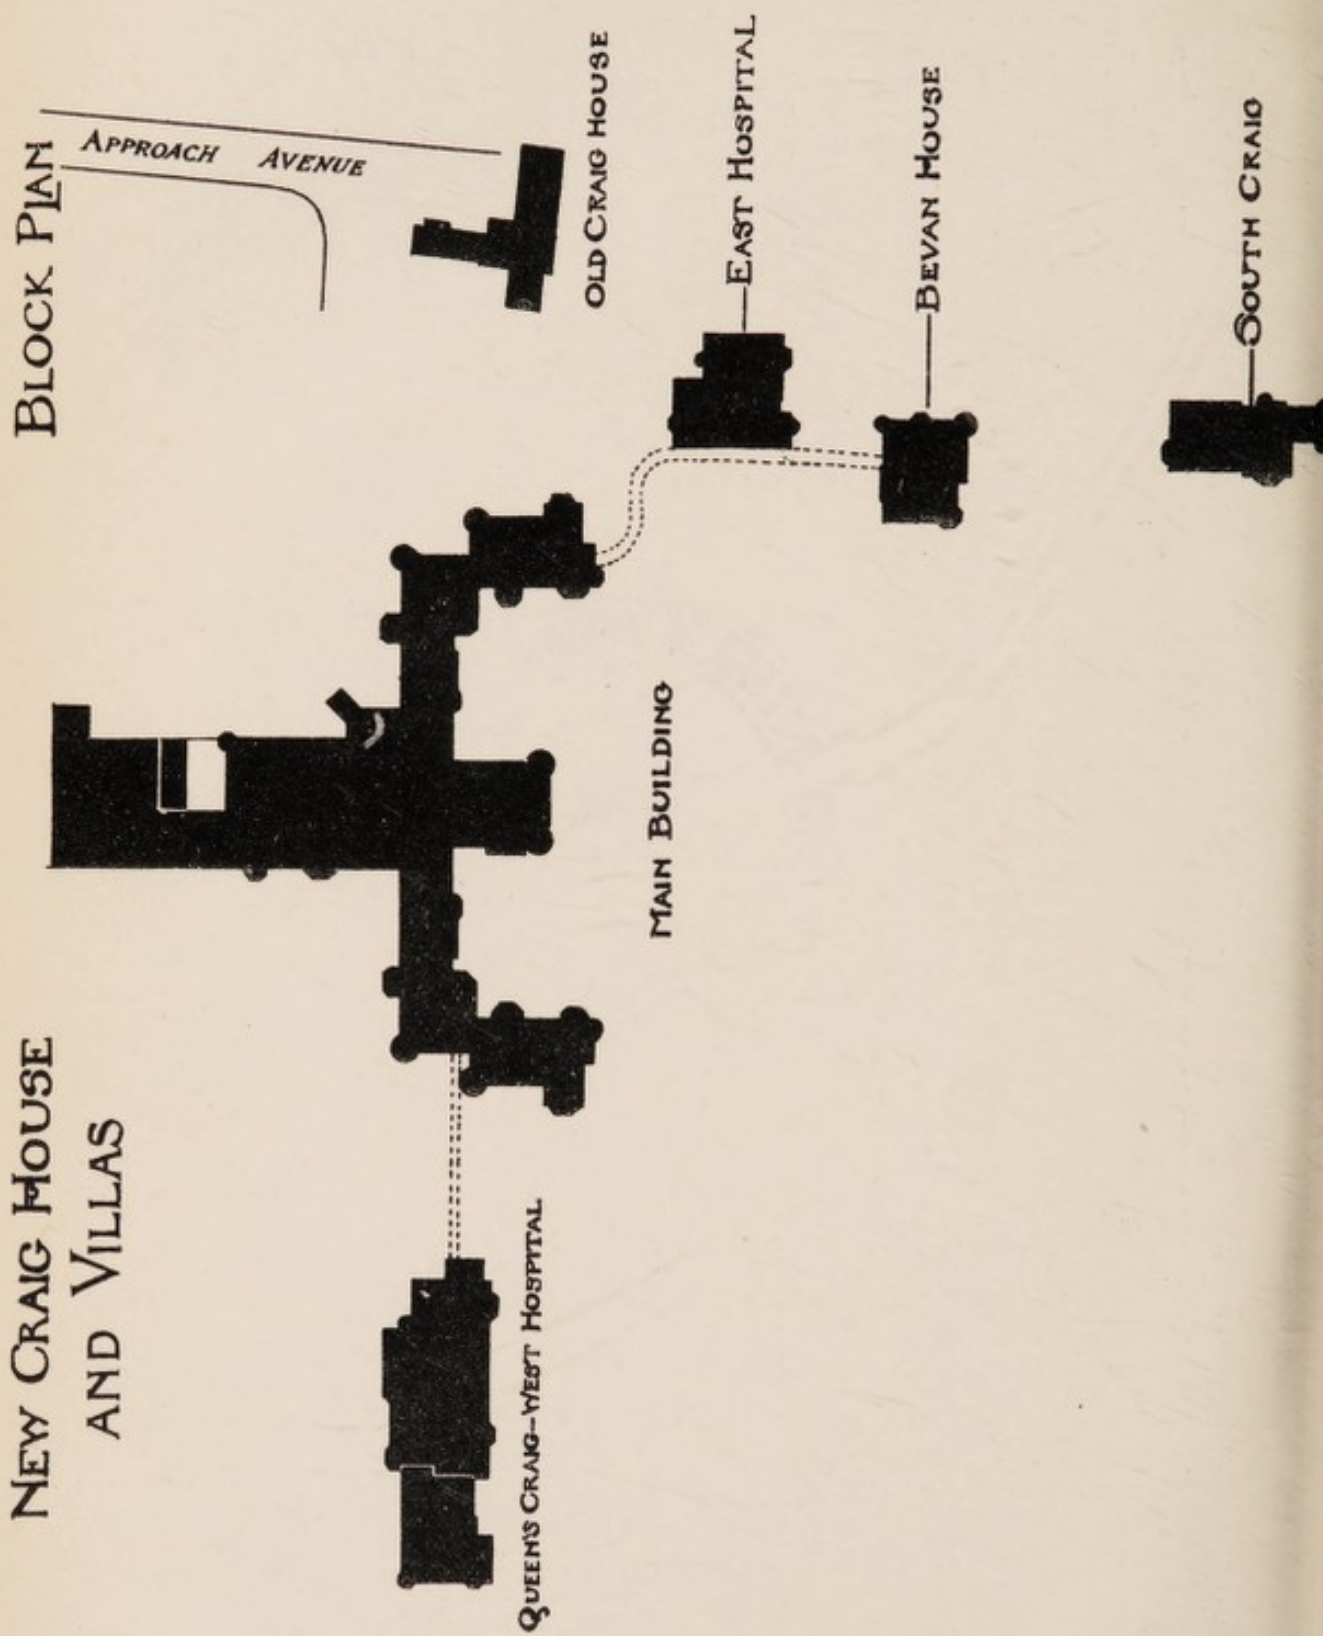 NEW CRAIG HOUSE
AND VILLAS
BLOCK PLAN
APPROACH AVENUE
OLD CRAIG HOUSE
EAST HOSPITAL
BEVAN HOUSE
SOUTH CRAIG
MAIN BUILDING
QUEEN'S CRAIG-WEST HOSPITAL